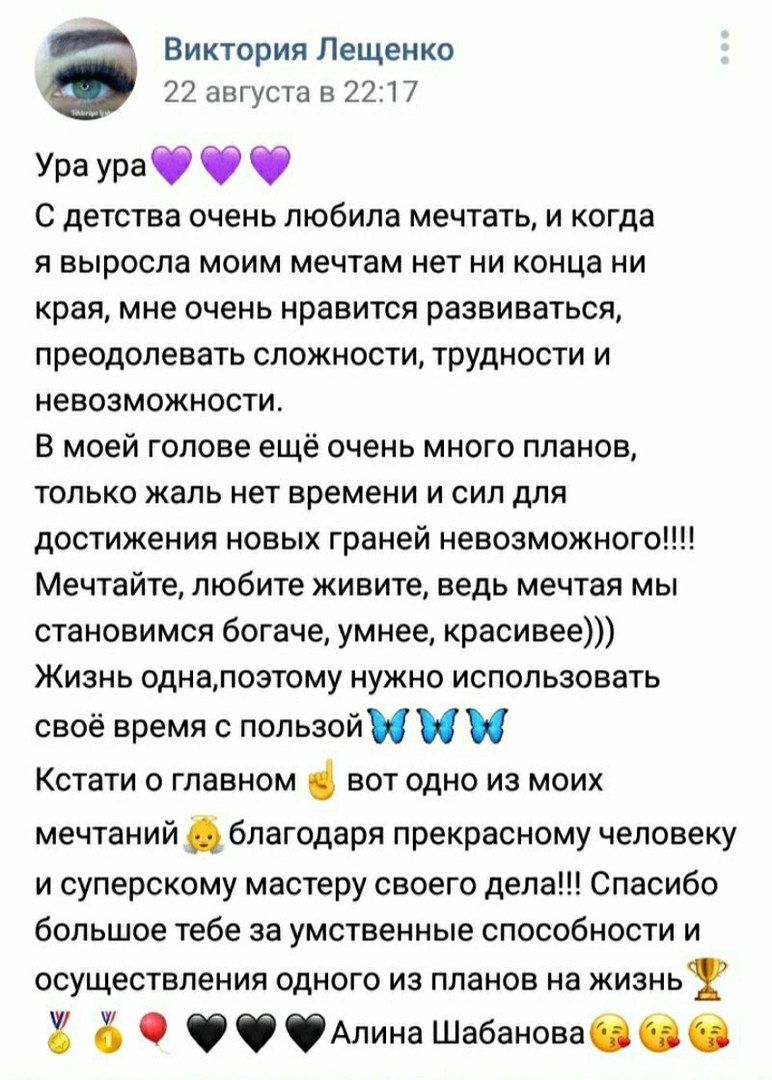 Виктория Лещенко
22 августа в 22:17
Ура ура💜💜💜
С детства очень любила мечтать, и когда
я выросла моим мечтам нет ни конца ни
края, мне очень нравится развиваться,
преодолевать сложности, трудности и
невозможности.
В моей голове ещё очень много планов,
только жаль нет времени и сил для
достижения новых граней невозможного!!!!
Мечтайте, любите живите, ведь мечтая мы
становимся богаче, умнее, красивее)))
Жизнь одна,поэтому нужно использовать
своё время с пользой🦋🦋🦋
Кстати о главном ☝️ вот одно из моих
мечтаний👼благодаря прекрасному человеку
и суперскому мастеру своего дела!!! Спасибо
большое тебе за умственные способности и
осуществления одного из планов на жизнь🏆
🏅🥇🎈🖤🖤🖤Алина Шабанова😘😘😘